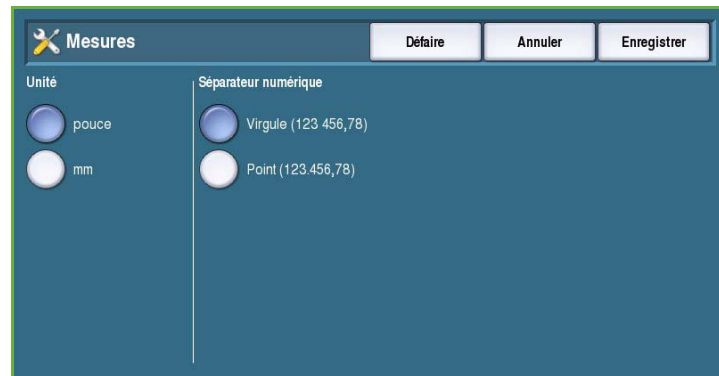 Mesures
Défaire
Annuler
Enregistrer
Unité
Séparateur numérique
pouce
Virgule (123 456,78)
mm
Point (123.456,78)